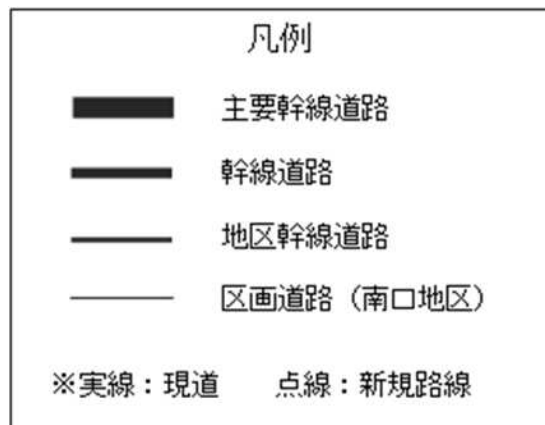 凡例
主要幹線道路
幹線道路
地区幹線道路
区画道路（南口地区）
※実線：現道　　点線：新規路線